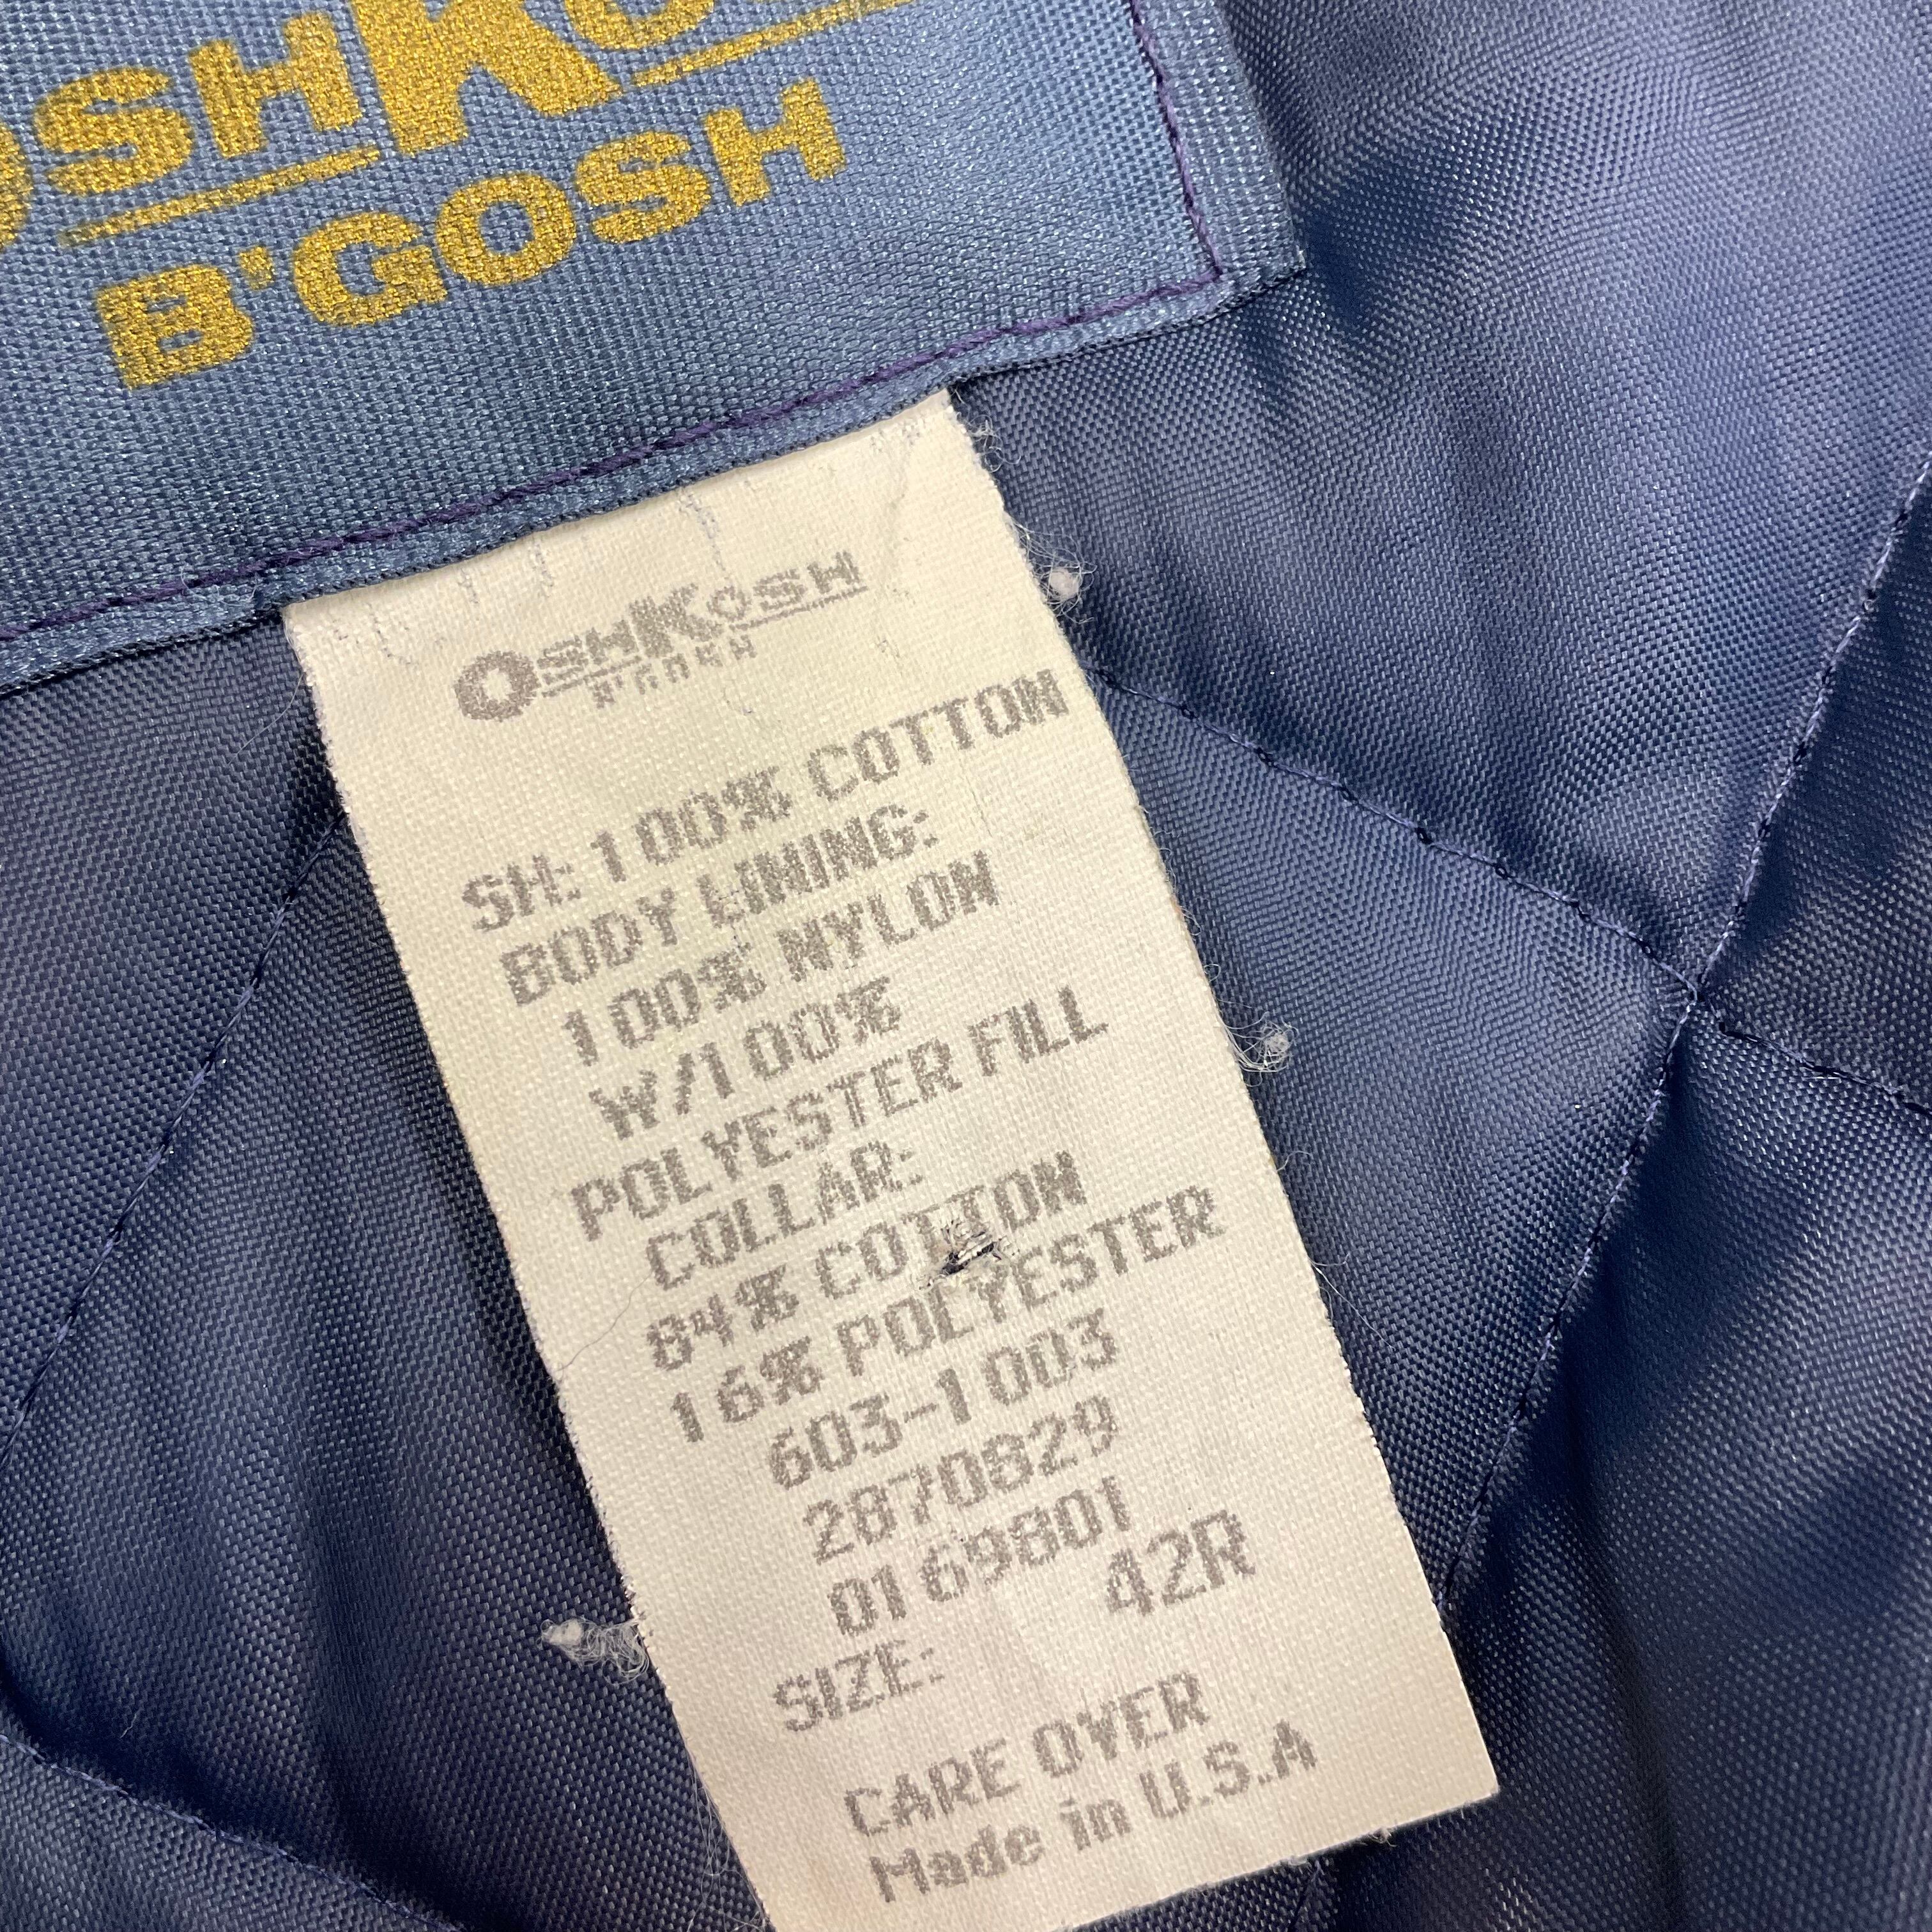 OSHKOSH
B'GOSH
OSHKOSH
B'GOSH
SH: 100% COTTON
BODY LINING:
100% NYLON
W/100%
POLYESTER FILL
COLLAR:
84% COTTON
16% POLYESTER
603-1003
2870829
0169801
SIZE: 42R
CARE OVER
Made in U.S.A